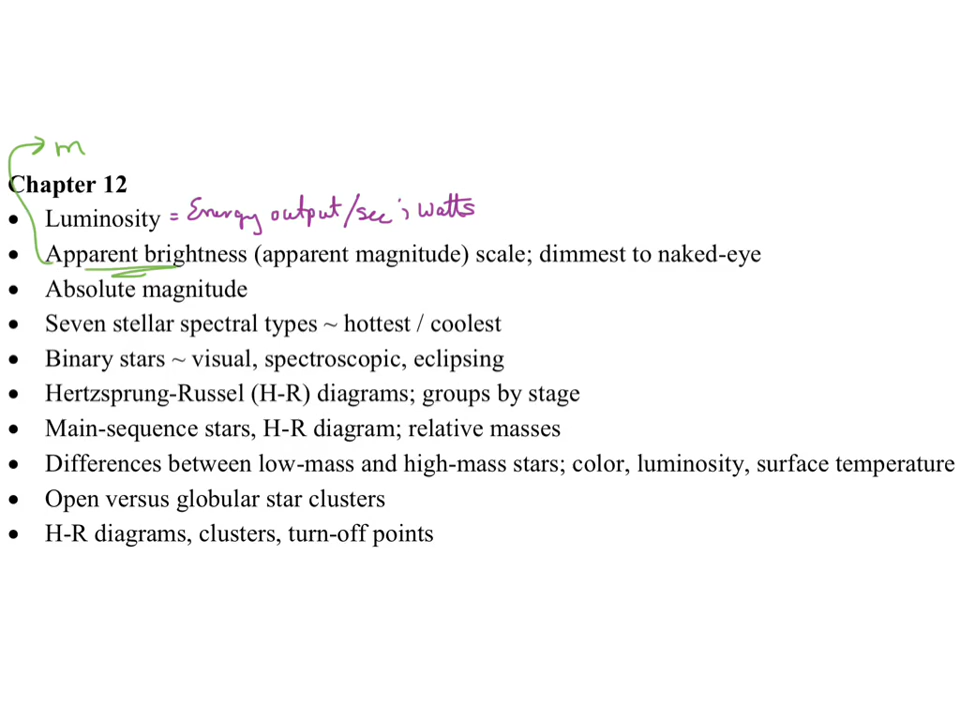 m
Chapter 12
• Luminosity = Energy output/sec ; watts
• Apparent brightness (apparent magnitude) scale; dimmest to naked-eye
• Absolute magnitude
• Seven stellar spectral types ~ hottest / coolest
• Binary stars ~ visual, spectroscopic, eclipsing
• Hertzsprung-Russel (H-R) diagrams; groups by stage
• Main-sequence stars, H-R diagram; relative masses
• Differences between low-mass and high-mass stars; color, luminosity, surface temperature
• Open versus globular star clusters
• H-R diagrams, clusters, turn-off points